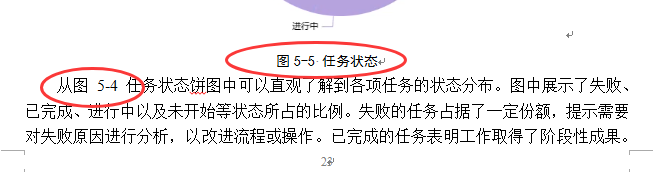 进行中
图 5-5 任务状态
从图 5-4 任务状态饼图中可以直观了解到各项任务的状态分布。图中展示了失败、
已完成、进行中以及未开始等状态所占的比例。失败的任务占据了一定份额，提示需要
对失败原因进行分析，以改进流程或操作。已完成的任务表明工作取得了阶段性成果。
23